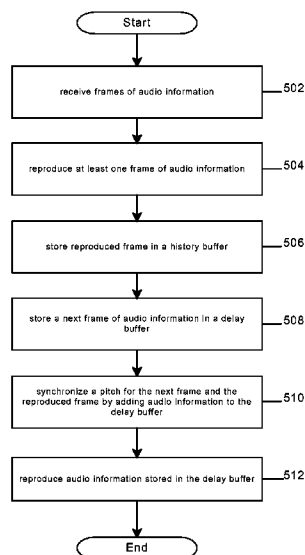 Start
receive frames of audio information
502
reproduce at least one frame of audio information
504
store reproduced frame in a history buffer
506
store a next frame of audio information in a delay
buffer
508
synchronize a pitch for the next frame and the
reproduced frame by adding audio information to the
delay buffer
510
reproduce audio information stored in the delay buffer
512
End